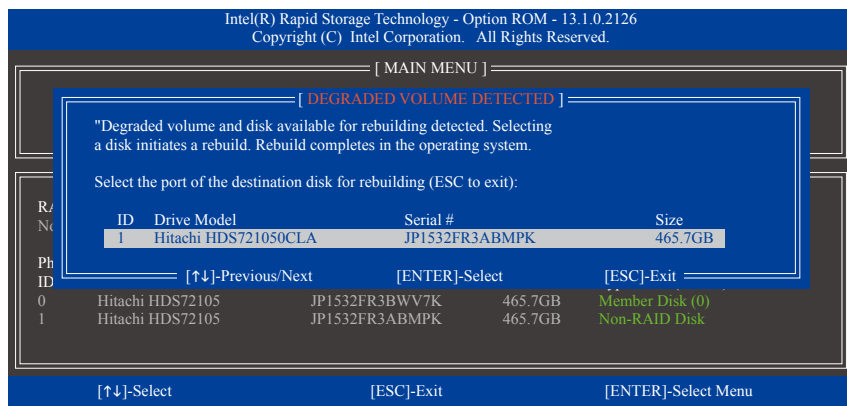 Intel(R) Rapid Storage Technology - Option ROM - 13.1.0.2126
Copyright (C) Intel Corporation. All Rights Reserved.
[ MAIN MENU ]
[ DEGRADED VOLUME DETECTED ]
"Degraded volume and disk available for rebuilding detected. Selecting
a disk initiates a rebuild. Rebuild completes in the operating system.
Select the port of the destination disk for rebuilding (ESC to exit):
ID Drive Model Serial # Size
1 Hitachi HDS721050CLA JP1532FR3ABMPK 465.7GB
[↑↓]-Previous/Next [ENTER]-Select [ESC]-Exit
ID
0 Hitachi HDS72105 JP1532FR3BWV7K 465.7GB Member Disk (0)
1 Hitachi HDS72105 JP1532FR3ABMPK 465.7GB Non-RAID Disk
[↑↓]-Select [ESC]-Exit [ENTER]-Select Menu